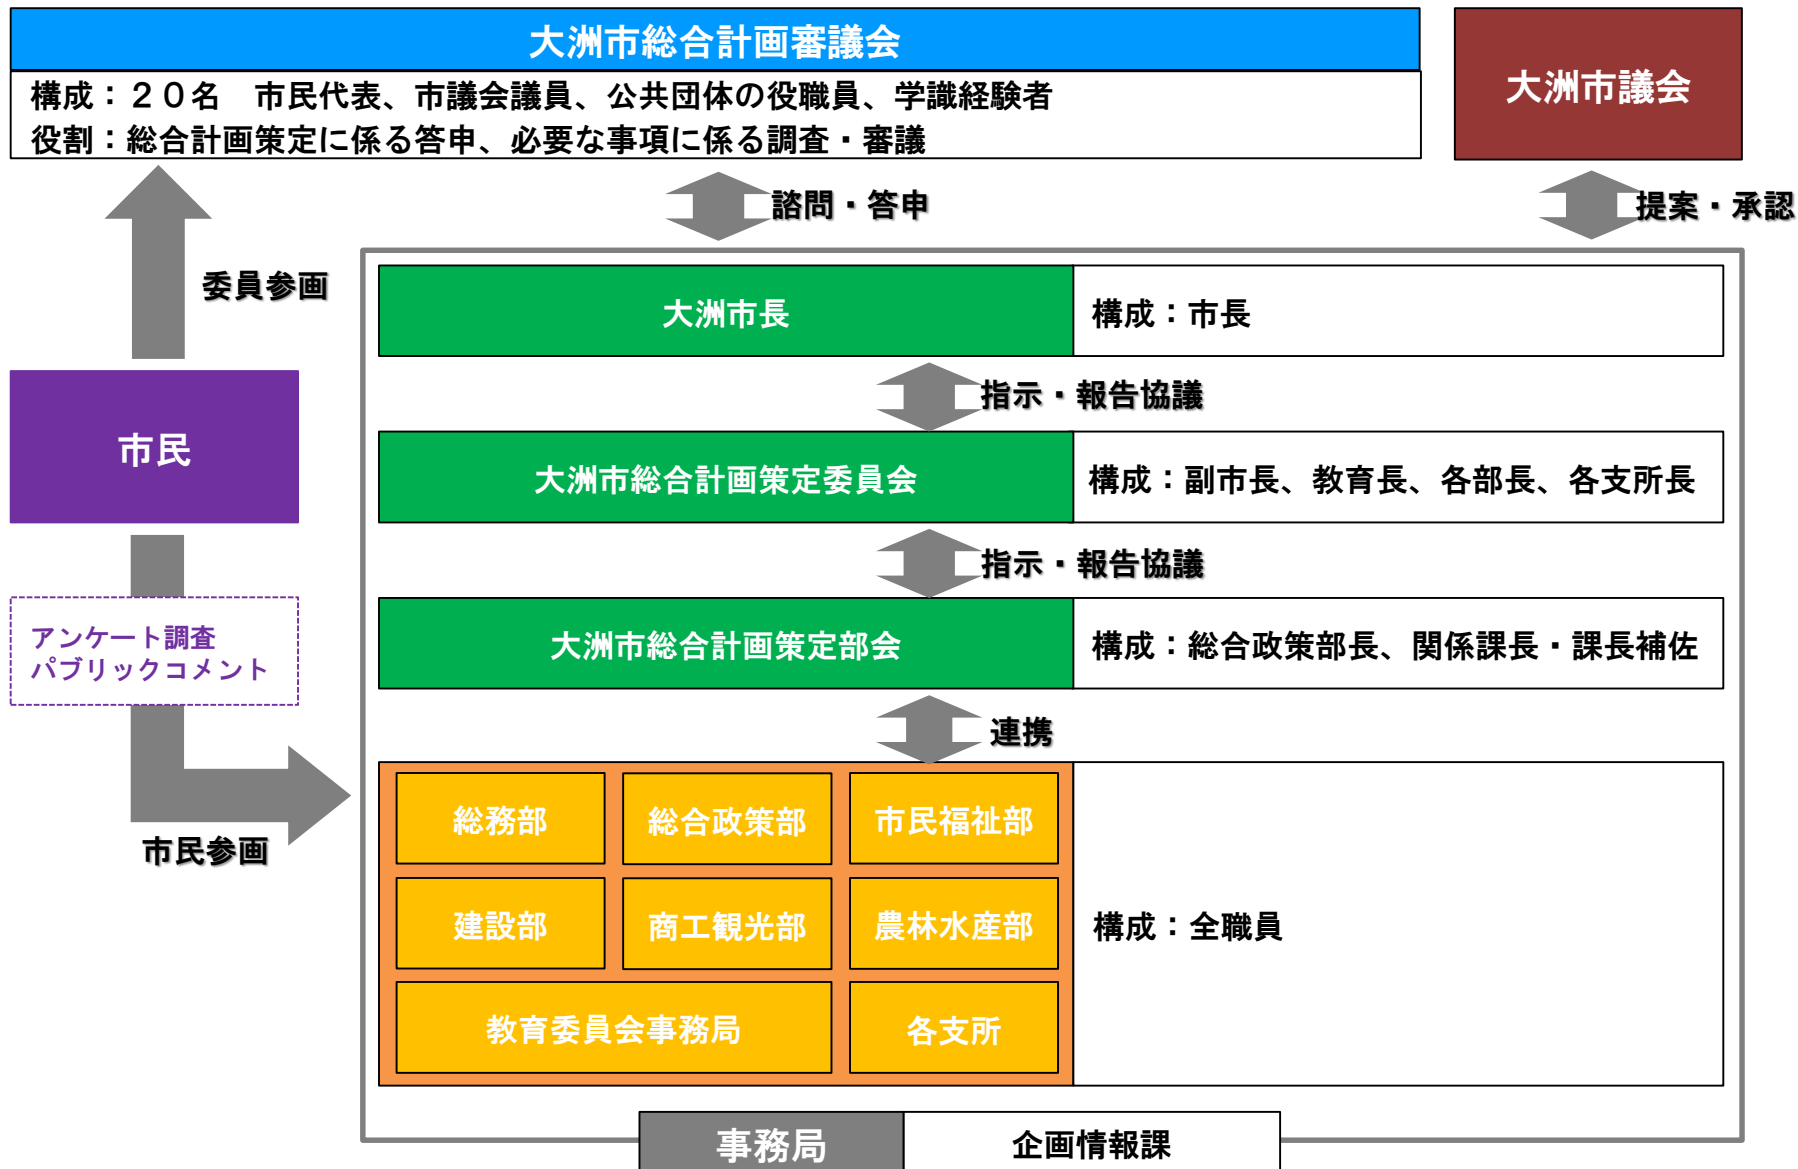 大洲市総合計画審議会
構成：２０名　市民代表、市議会議員、公共団体の役職員、学識経験者
役割：総合計画策定に係る答申、必要な事項に係る調査・審議
大洲市議会
諮問・答申
提案・承認
委員参画
大洲市長
構成：市長
指示・報告協議
市民
大洲市総合計画策定委員会
構成：副市長、教育長、各部長、各支所長
指示・報告協議
アンケート調査
パブリックコメント
大洲市総合計画策定部会
構成：総合政策部長、関係課長・課長補佐
連携
市民参画
総務部
総合政策部
市民福祉部
建設部
商工観光部
農林水産部
構成：全職員
教育委員会事務局
各支所
事務局
企画情報課